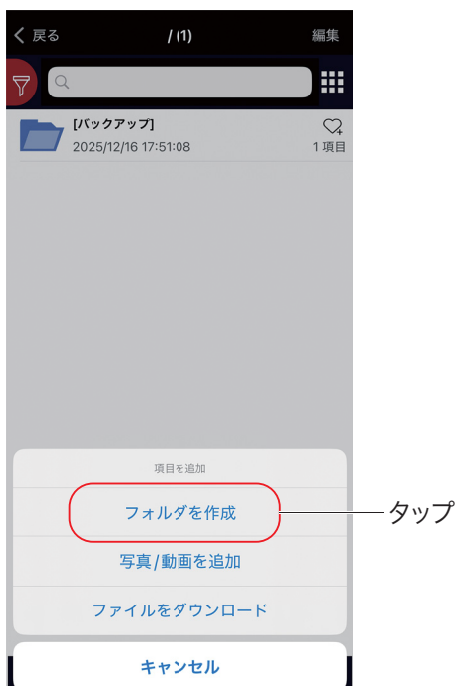 戻る
/ (1)
編集
[バックアップ]
2025/12/16 17:51:08
1 項目
項目を追加
フォルダを作成
タップ
写真/動画を追加
ファイルをダウンロード
キャンセル